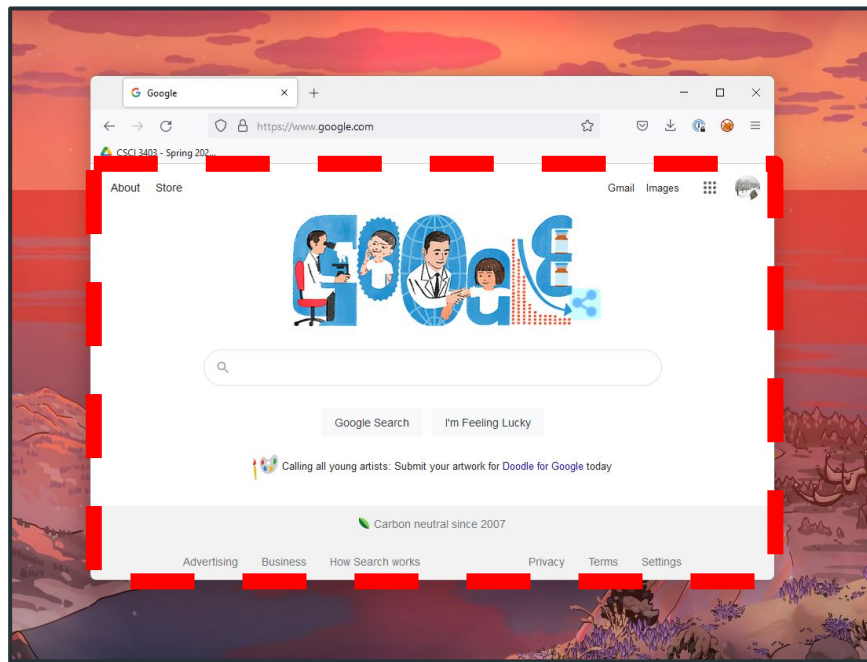 Google
https://www.google.com
CSCI 3403 - Spring 202...
About Store Gmail Images
Google
Google Search I'm Feeling Lucky
Calling all young artists: Submit your artwork for Doodle for Google today
Carbon neutral since 2007
Advertising Business How Search works Privacy Terms Settings